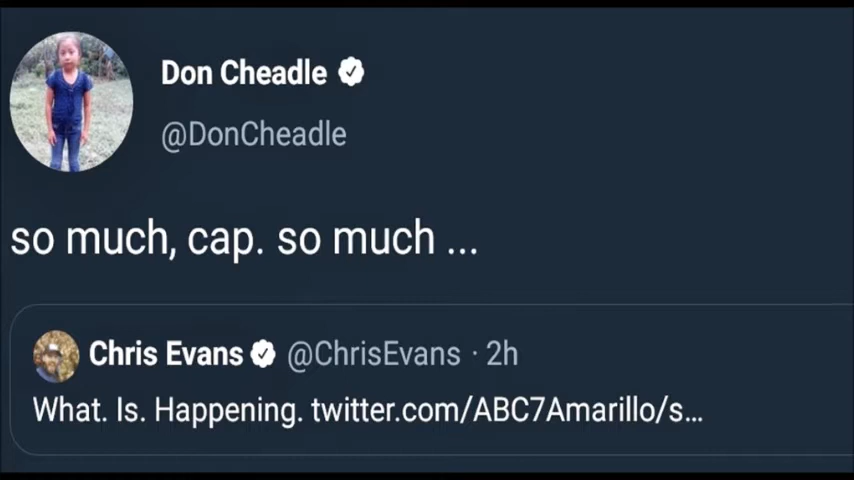 Don Cheadle
@DonCheadle
so much, cap. so much ...
Chris Evans @ChrisEvans · 2h
What. Is. Happening. twitter.com/ABC7Amarillo/s...